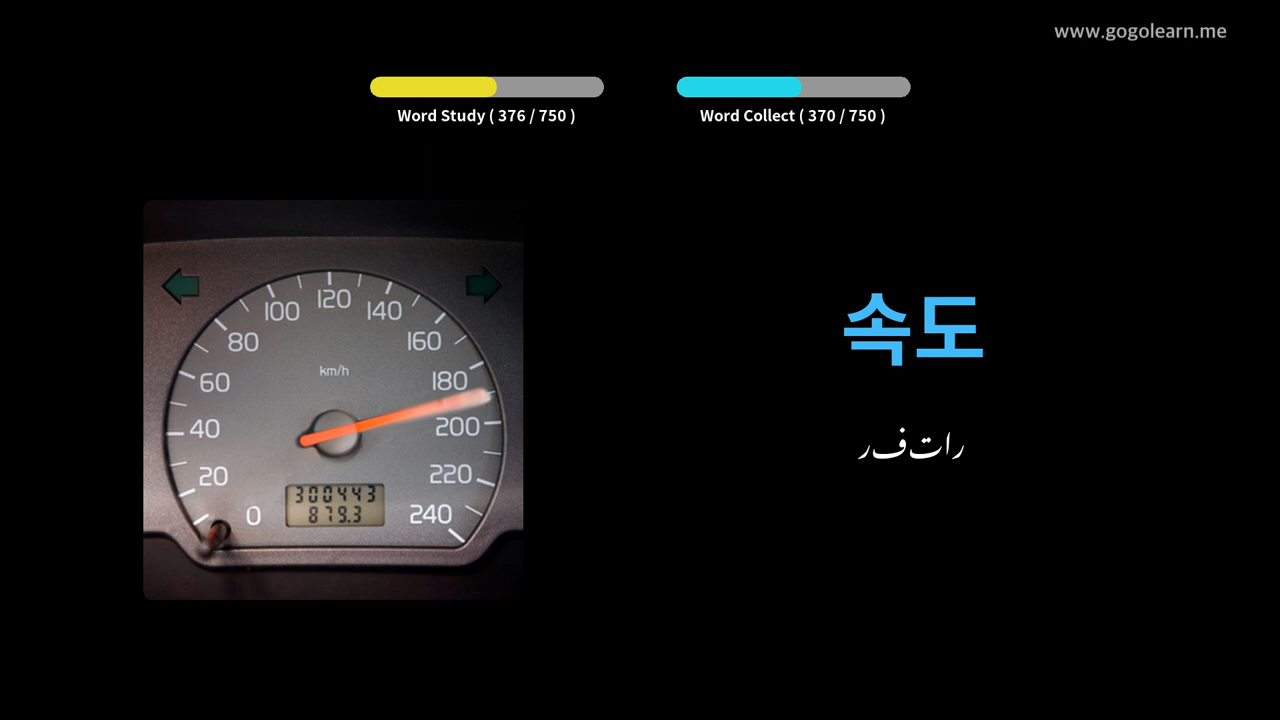 www.gogolearn.me
Word Study ( 376 / 750 )
Word Collect ( 370 / 750 )
속도
راتفر
0
20
40
60
80
100
120
140
160
180
200
220
240
km/h
300443
879.3